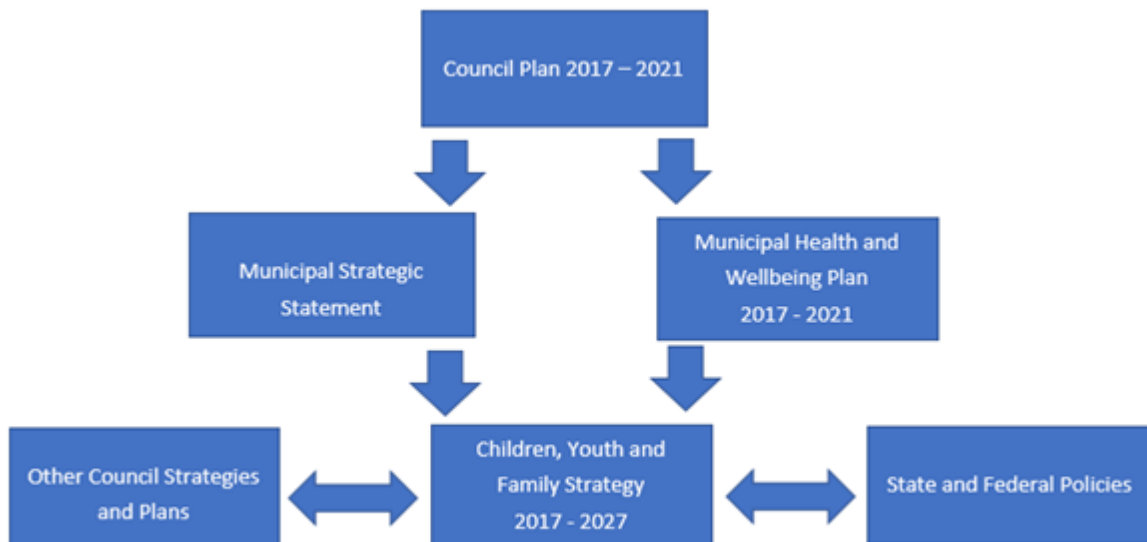 Council Plan 2017 – 2021
Municipal Strategic
Statement
Municipal Health and
Wellbeing Plan
2017 - 2021
Other Council Strategies
and Plans
Children, Youth and
Family Strategy
2017 - 2027
State and Federal Policies